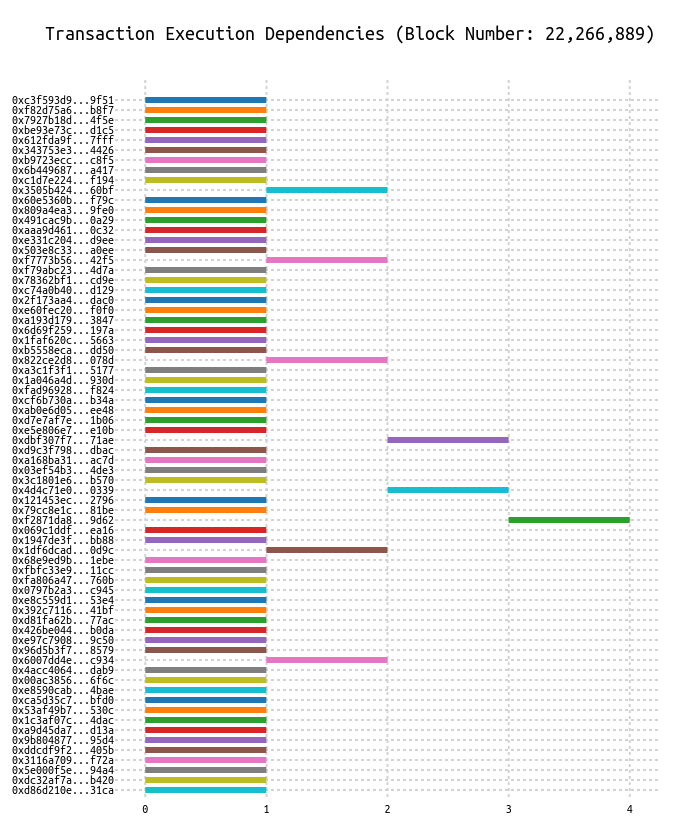 Transaction Execution Dependencies (Block Number: 22,266,889)
0xc3f593d9...9f51
0xf82d75a6...b8f7
0x7927b18d...4f5e
0xbe93e73c...d1c5
0x612fda9f...7fff
0x343753e3...4426
0xb9723ecc...c8f5
0x6b449687...a417
0xc1d7e224...f194
0x3505b424...60bf
0x60e5360b...f79c
0x809a4ea3...9fe0
0x491cac9b...0a29
0xaaa9d461...0c32
0xe331c204...d9ee
0x503e8c33...a0ee
0xf7773b56...42f5
0xf79abc23...4d7a
0x78362bf1...cd9e
0xc74a0b40...d129
0x2f173aa4...dac0
0xe60fec20...f0f0
0xa193d179...3847
0x6d69f259...197a
0x1faf620c...5663
0xb5558eca...dd50
0x822ce2d8...078d
0xa3c1f3f1...5177
0x1a046a4d...930d
0xfad96928...f824
0xcf6b730a...b34a
0xab0e6d05...ee48
0xd7e7af7e...1b06
0xe5e806e7...e10b
0xdbf307f7...71ae
0xd9c3f798...dbac
0xa168ba31...ac7d
0x03ef54b3...4de3
0x3c1801e6...b570
0x4d4c71e0...0339
0x121453ec...2796
0x79cc8e1c...81be
0xf2871da8...9d62
0x069c1ddf...ea16
0x1947de3f...bb88
0x1df6dcad...0d9c
0x68e9ed9b...1ebe
0xfbfc33e9...11cc
0xfa806a47...760b
0x0797b2a3...c945
0xe8c559d1...53e4
0x392c7116...41bf
0xd81fa62b...77ac
0x426be044...b0da
0xe97c7908...9c50
0x96d5b3f7...8579
0x6007dd4e...c934
0x4acc4064...dab9
0x00ac3856...6f6c
0xe8590cab...4bae
0xca5d35c7...bfd0
0x53af49b7...530c
0x1c3af07c...4dac
0xa9d45da7...d13a
0x9b804877...95d4
0xddcdf9f2...405b
0x3116a709...f72a
0x5e000f5e...94a4
0xdc32af7a...b420
0xd86d210e...31ca
0 1 2 3 4